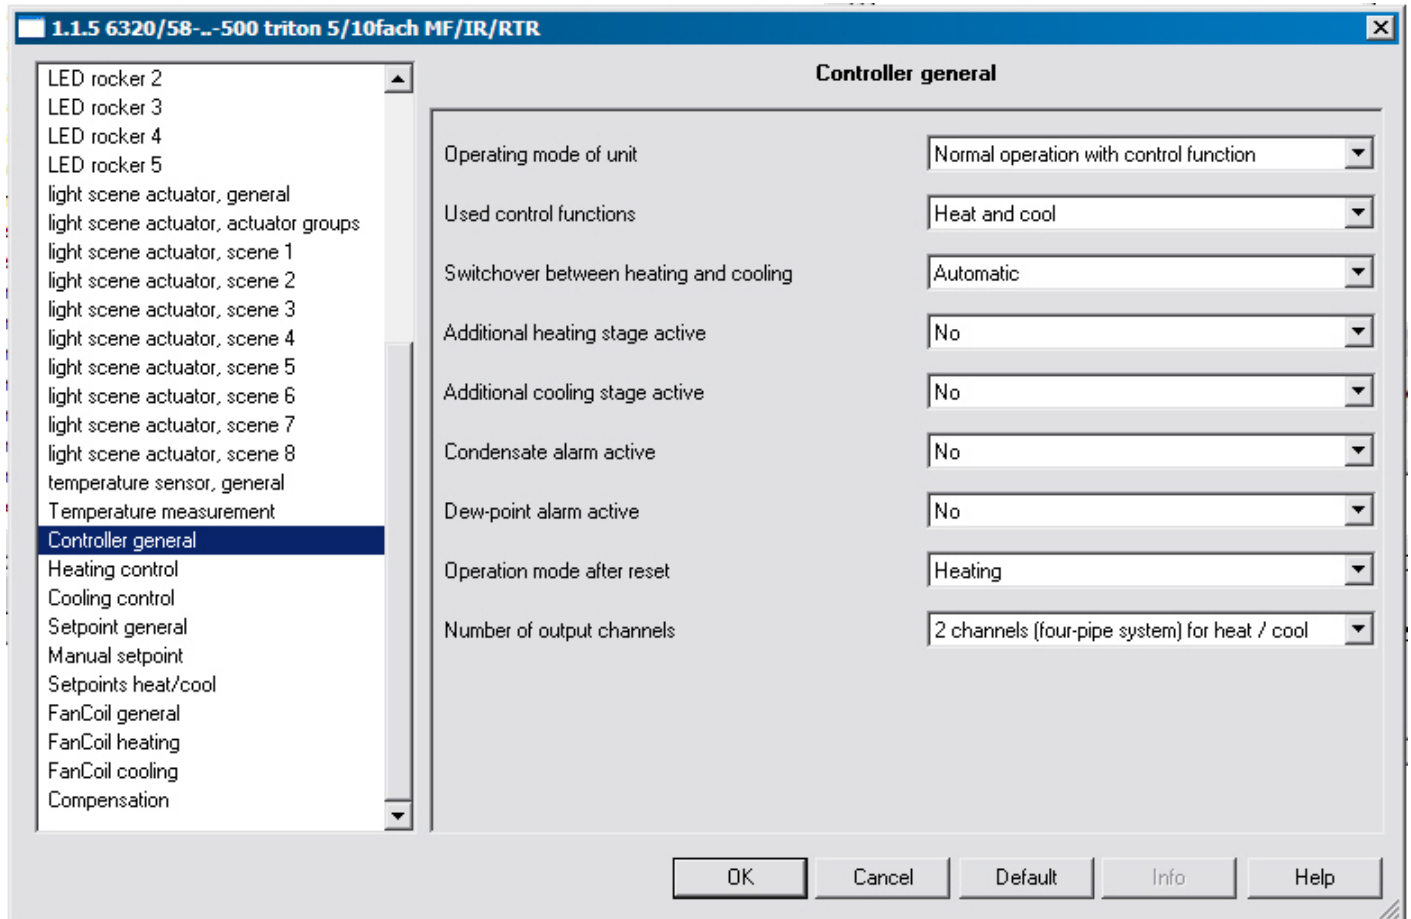 1.1.5 6320/58-..-500 triton 5/10fach MF/IR/RTR
LED rocker 2
LED rocker 3
LED rocker 4
LED rocker 5
light scene actuator, general
light scene actuator, actuator groups
light scene actuator, scene 1
light scene actuator, scene 2
light scene actuator, scene 3
light scene actuator, scene 4
light scene actuator, scene 5
light scene actuator, scene 6
light scene actuator, scene 7
light scene actuator, scene 8
temperature sensor, general
Temperature measurement
Controller general
Heating control
Cooling control
Setpoint general
Manual setpoint
Setpoints heat/cool
FanCoil general
FanCoil heating
FanCoil cooling
Compensation
Controller general
Operating mode of unit Normal operation with control function
Used control functions Heat and cool
Switchover between heating and cooling Automatic
Additional heating stage active No
Additional cooling stage active No
Condensate alarm active No
Dew-point alarm active No
Operation mode after reset Heating
Number of output channels 2 channels (four-pipe system) for heat / cool
OK Cancel Default Info Help